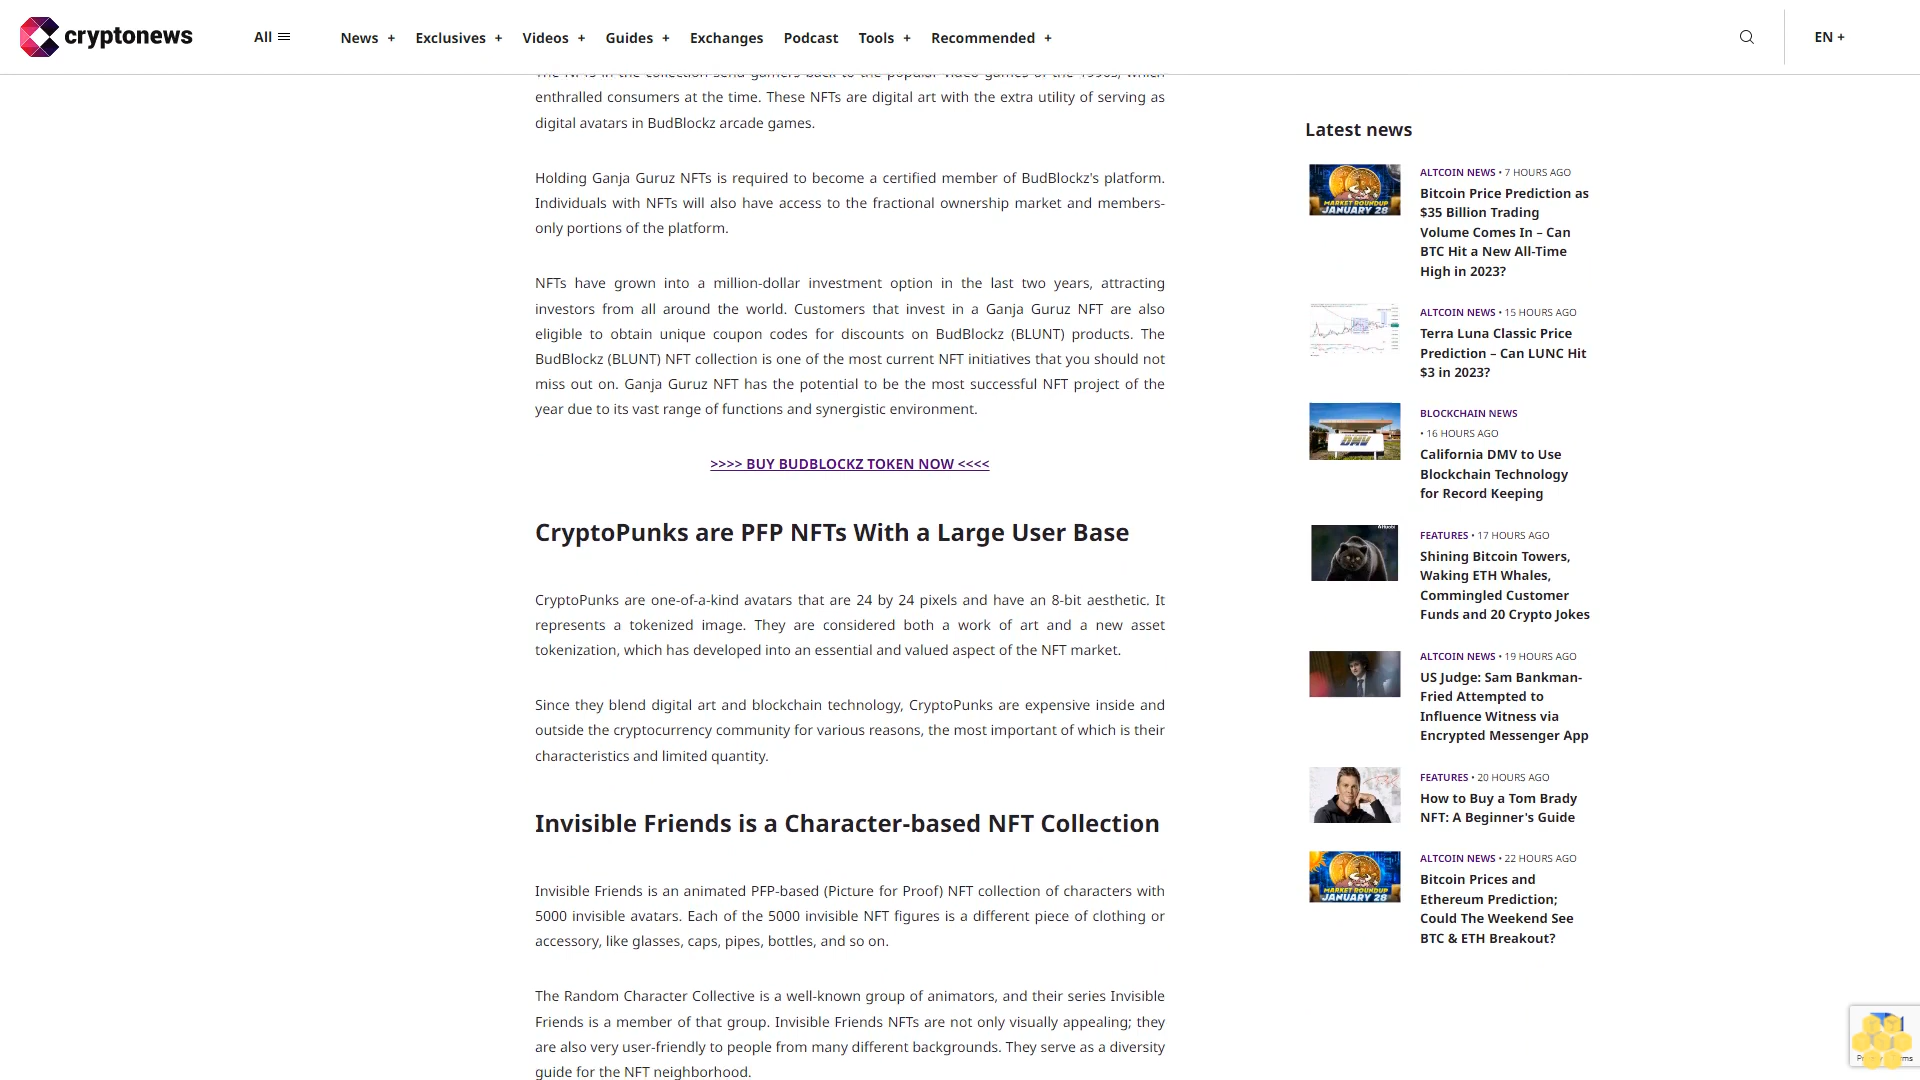 cryptonews
All
News +
Exclusives +
Videos +
Guides +
Exchanges
Podcast
Tools +
Recommended +
EN +
The NFTs in the collection send gamers back to the popular video games of the 1990s, which
enthralled consumers at the time. These NFTs are digital art with the extra utility of serving as
digital avatars in BudBlockz arcade games.
Holding Ganja Guruz NFTs is required to become a certified member of BudBlockz's platform.
Individuals with NFTs will also have access to the fractional ownership market and members-
only portions of the platform.
NFTs have grown into a million-dollar investment option in the last two years, attracting
investors from all around the world. Customers that invest in a Ganja Guruz NFT are also
eligible to obtain unique coupon codes for discounts on BudBlockz (BLUNT) products. The
BudBlockz (BLUNT) NFT collection is one of the most current NFT initiatives that you should not
miss out on. Ganja Guruz NFT has the potential to be the most successful NFT project of the
year due to its vast range of functions and synergistic environment.
>>>> BUY BUDBLOCKZ TOKEN NOW <<<<
CryptoPunks are PFP NFTs With a Large User Base
CryptoPunks are one-of-a-kind avatars that are 24 by 24 pixels and have an 8-bit aesthetic. It
represents a tokenized image. They are considered both a work of art and a new asset
tokenization, which has developed into an essential and valued aspect of the NFT market.
Since they blend digital art and blockchain technology, CryptoPunks are expensive inside and
outside the cryptocurrency community for various reasons, the most important of which is their
characteristics and limited quantity.
Invisible Friends is a Character-based NFT Collection
Invisible Friends is an animated PFP-based (Picture for Proof) NFT collection of characters with
5000 invisible avatars. Each of the 5000 invisible NFT figures is a different piece of clothing or
accessory, like glasses, caps, pipes, bottles, and so on.
The Random Character Collective is a well-known group of animators, and their series Invisible
Friends is a member of that group. Invisible Friends NFTs are not only visually appealing; they
are also very user-friendly to people from many different backgrounds. They serve as a diversity
guide for the NFT neighborhood.
Latest news
MARKET ROUNDUP
JANUARY 28
ALTCOIN NEWS • 7 HOURS AGO
Bitcoin Price Prediction as
$35 Billion Trading
Volume Comes In – Can
BTC Hit a New All-Time
High in 2023?
ALTCOIN NEWS • 15 HOURS AGO
Terra Luna Classic Price
Prediction – Can LUNC Hit
$3 in 2023?
DMV
BLOCKCHAIN NEWS
• 16 HOURS AGO
California DMV to Use
Blockchain Technology
for Record Keeping
FEATURES • 17 HOURS AGO
Shining Bitcoin Towers,
Waking ETH Whales,
Commingled Customer
Funds and 20 Crypto Jokes
ALTCOIN NEWS • 19 HOURS AGO
US Judge: Sam Bankman-
Fried Attempted to
Influence Witness via
Encrypted Messenger App
FEATURES • 20 HOURS AGO
How to Buy a Tom Brady
NFT: A Beginner's Guide
MARKET ROUNDUP
JANUARY 28
ALTCOIN NEWS • 22 HOURS AGO
Bitcoin Prices and
Ethereum Prediction;
Could The Weekend See
BTC & ETH Breakout?